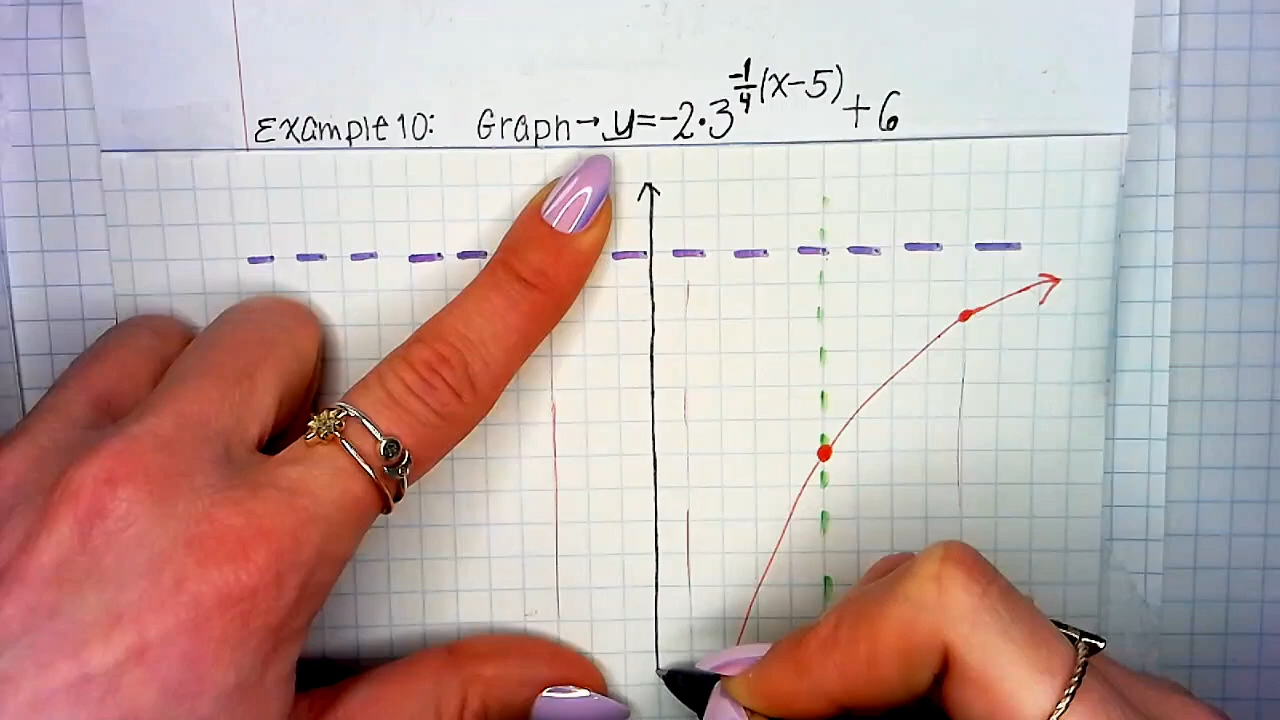 Example 10: Graph → y = -2·3^{-1/4(x-5)} + 6